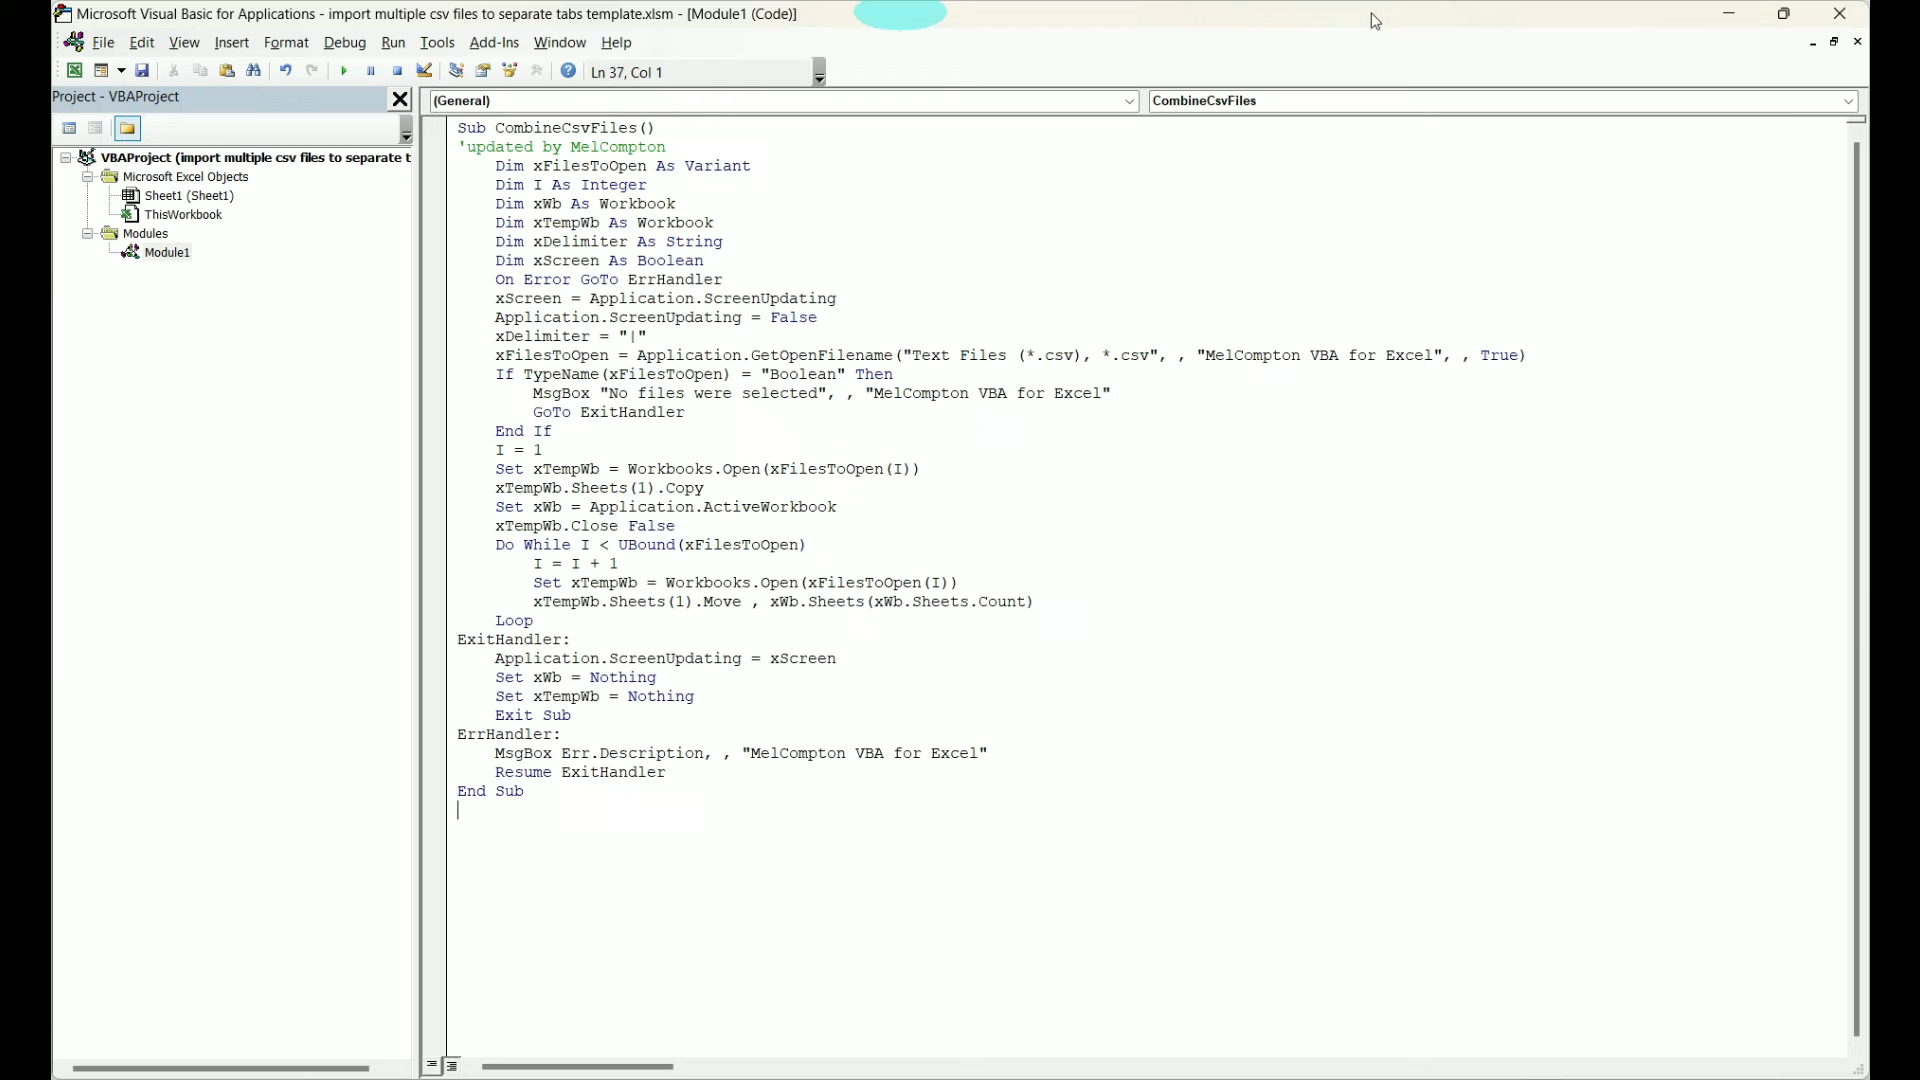 Microsoft Visual Basic for Applications - import multiple csv files to separate tabs template.xlsm - [Module1 (Code)]
File Edit View Insert Format Debug Run Tools Add-Ins Window Help
Ln 37, Col 1
Project - VBAProject
(General) CombineCsvFiles
VBAProject (import multiple csv files to separate t
Microsoft Excel Objects
Sheet1 (Sheet1)
ThisWorkbook
Modules
Module1
Sub CombineCsvFiles()
'updated by MelCompton
Dim xFilesToOpen As Variant
Dim I As Integer
Dim xWb As Workbook
Dim xTempWb As Workbook
Dim xDelimiter As String
Dim xScreen As Boolean
On Error GoTo ErrHandler
xScreen = Application.ScreenUpdating
Application.ScreenUpdating = False
xDelimiter = "|"
xFilesToOpen = Application.GetOpenFilename("Text Files (*.csv), *.csv", , "MelCompton VBA for Excel", , True)
If TypeName(xFilesToOpen) = "Boolean" Then
MsgBox "No files were selected", , "MelCompton VBA for Excel"
GoTo ExitHandler
End If
I = 1
Set xTempWb = Workbooks.Open(xFilesToOpen(I))
xTempWb.Sheets(1).Copy
Set xWb = Application.ActiveWorkbook
xTempWb.Close False
Do While I < UBound(xFilesToOpen)
I = I + 1
Set xTempWb = Workbooks.Open(xFilesToOpen(I))
xTempWb.Sheets(1).Move , xWb.Sheets(xWb.Sheets.Count)
Loop
ExitHandler:
Application.ScreenUpdating = xScreen
Set xWb = Nothing
Set xTempWb = Nothing
Exit Sub
ErrHandler:
MsgBox Err.Description, , "MelCompton VBA for Excel"
Resume ExitHandler
End Sub